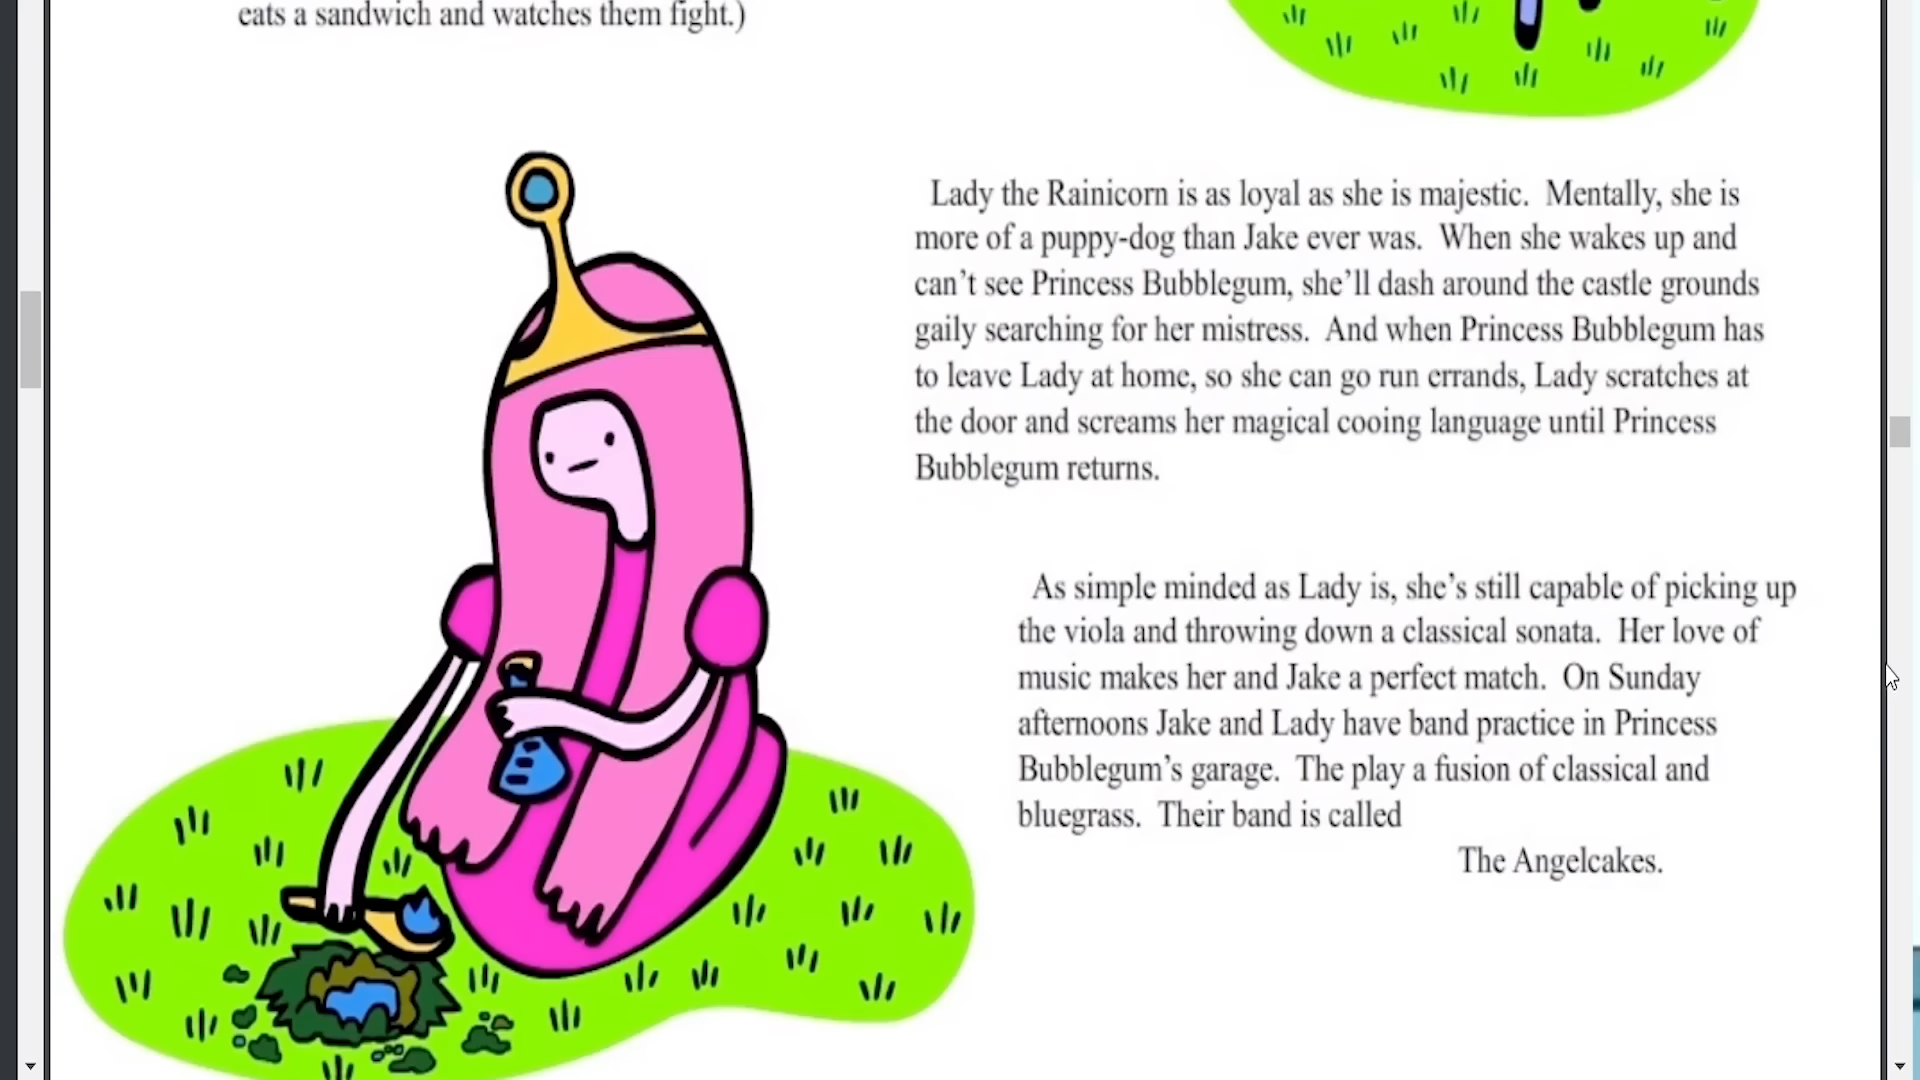 eats a sandwich and watches them fight.)
Lady the Rainicorn is as loyal as she is majestic. Mentally, she is
more of a puppy-dog than Jake ever was. When she wakes up and
can't see Princess Bubblegum, she'll dash around the castle grounds
gaily searching for her mistress. And when Princess Bubblegum has
to leave Lady at home, so she can go run errands, Lady scratches at
the door and screams her magical cooing language until Princess
Bubblegum returns.
As simple minded as Lady is, she's still capable of picking up
the viola and throwing down a classical sonata. Her love of
music makes her and Jake a perfect match. On Sunday
afternoons Jake and Lady have band practice in Princess
Bubblegum's garage. The play a fusion of classical and
bluegrass. Their band is called
The Angelcakes.